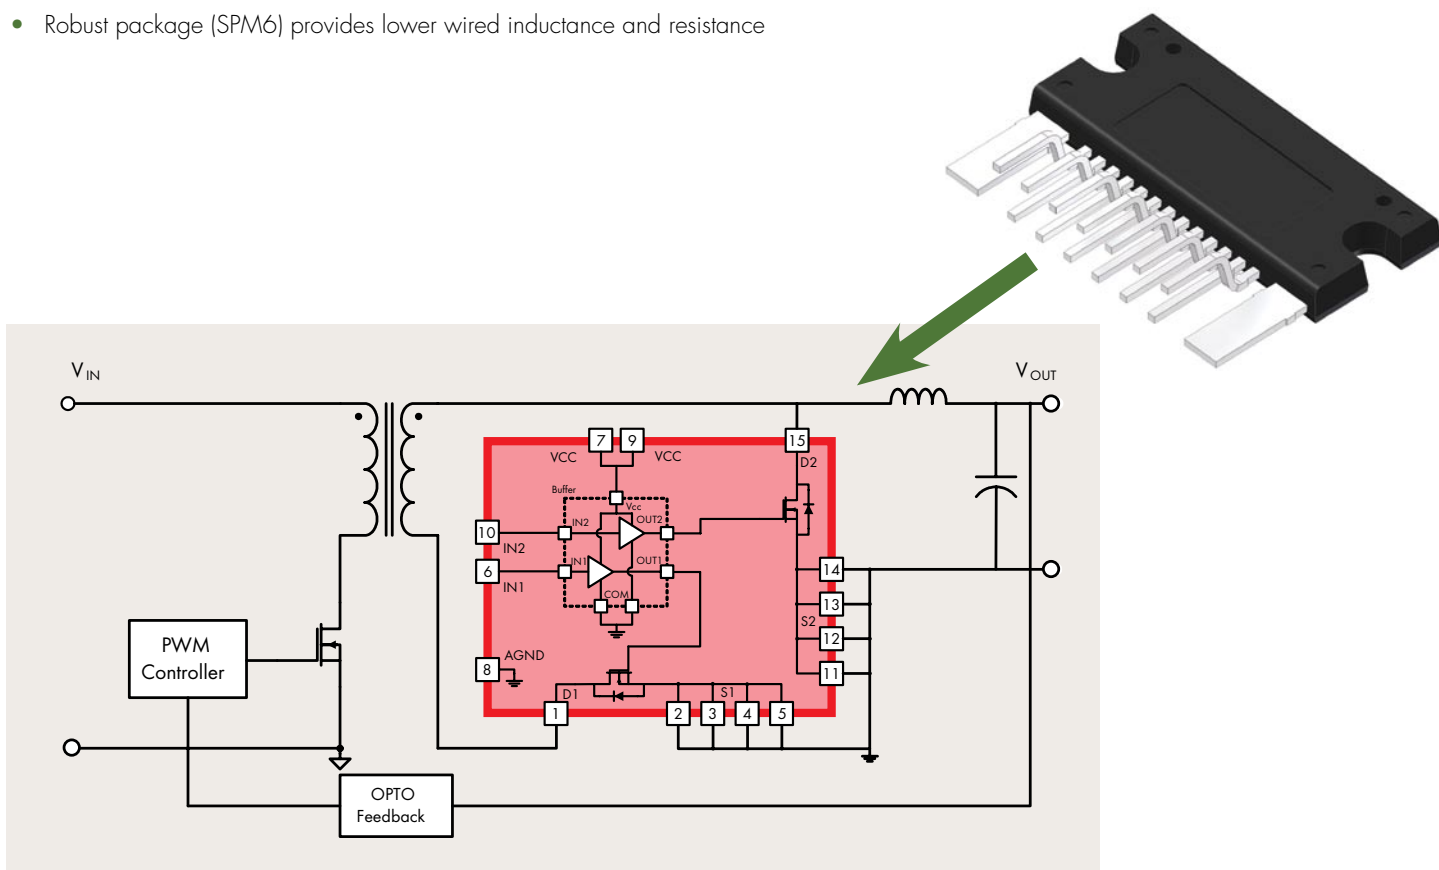 • Robust package (SPM6) provides lower wired inductance and resistance
V IN
V OUT
7
9
15
VCC
VCC
D2
Buffer
Vcc
IN2
OUT2
10
IN2
IN1
OUT1
6
IN1
14
COM
13
S2
12
PWM
Controller
AGND
8
11
D1
S1
1
2
3
4
5
OPTO
Feedback